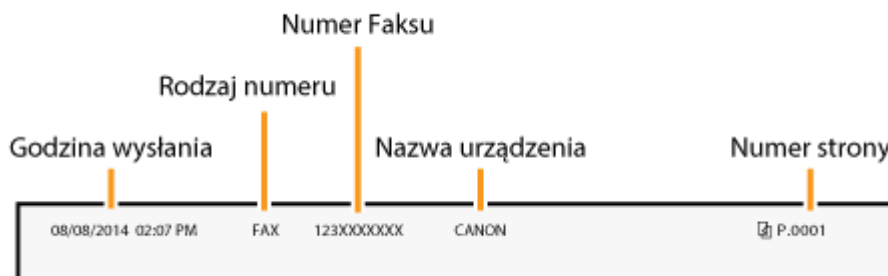 Numer Faksu
Rodzaj numeru
Godzina wysłania Nazwa urządzenia Numer strony
08/08/2014 02:07 PM FAX 123XXXXXXX CANON P.0001